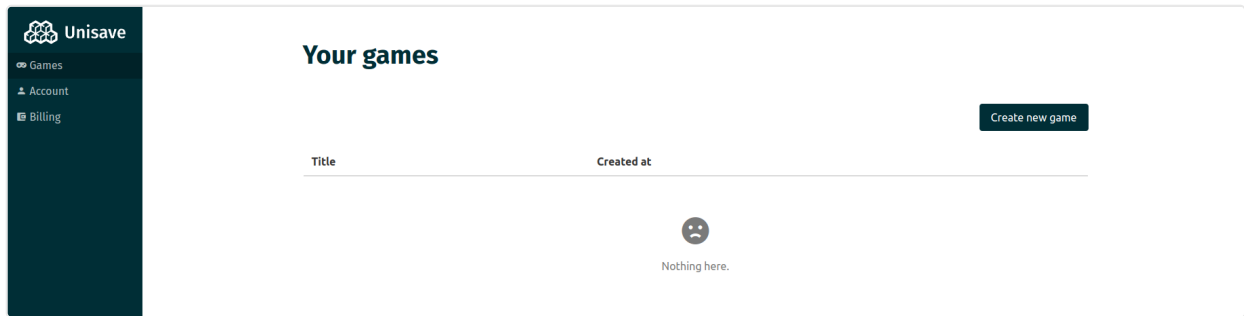 Unisave
Games
Account
Billing
Your games
Create new game
Title Created at
Nothing here.